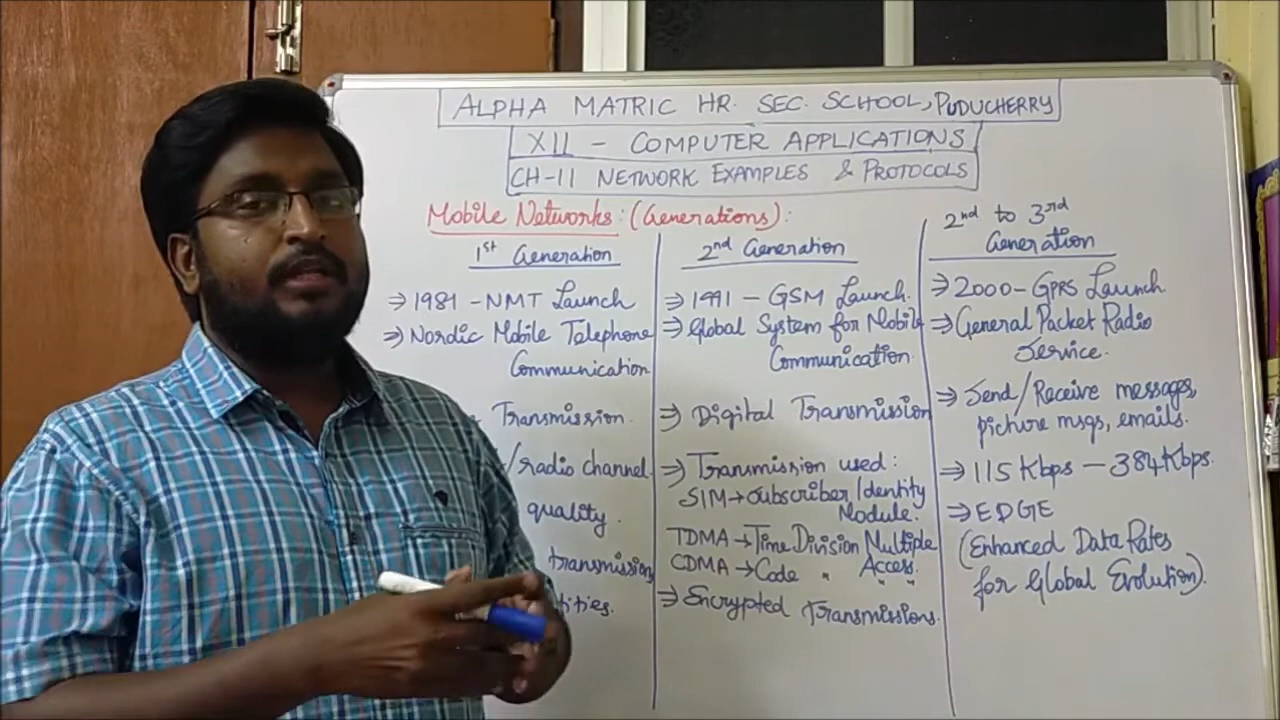 ALPHA MATRIC HR. SEC. SCHOOL, PUDUCHERRY
XII - COMPUTER APPLICATIONS
CH-11 NETWORK EXAMPLES & PROTOCOLS
Mobile Networks: (Generations):
1st Generation
⇒ 1981 - NMT Launch
⇒ Nordic Mobile Telephone
Communication
Transmission.
/radio channel.
quality.
transmission
2nd Generation
⇒ 1991 - GSM Launch.
⇒ Global System for Mobile
Communication.
⇒ Digital Transmission
⇒ Transmission used:
SIM → Subscriber Identity
Module.
TDMA → Time Division Multiple
Access.
CDMA → Code " " "
⇒ Encrypted transmissions.
2nd to 3rd
Generation
⇒ 2000 - GPRS Launch.
⇒ General Packet Radio
Service.
⇒ Send/Receive messages,
picture msgs, emails.
⇒ 115 Kbps - 384 Kbps.
⇒ EDGE
(Enhanced Data Rates
for Global Evolution).